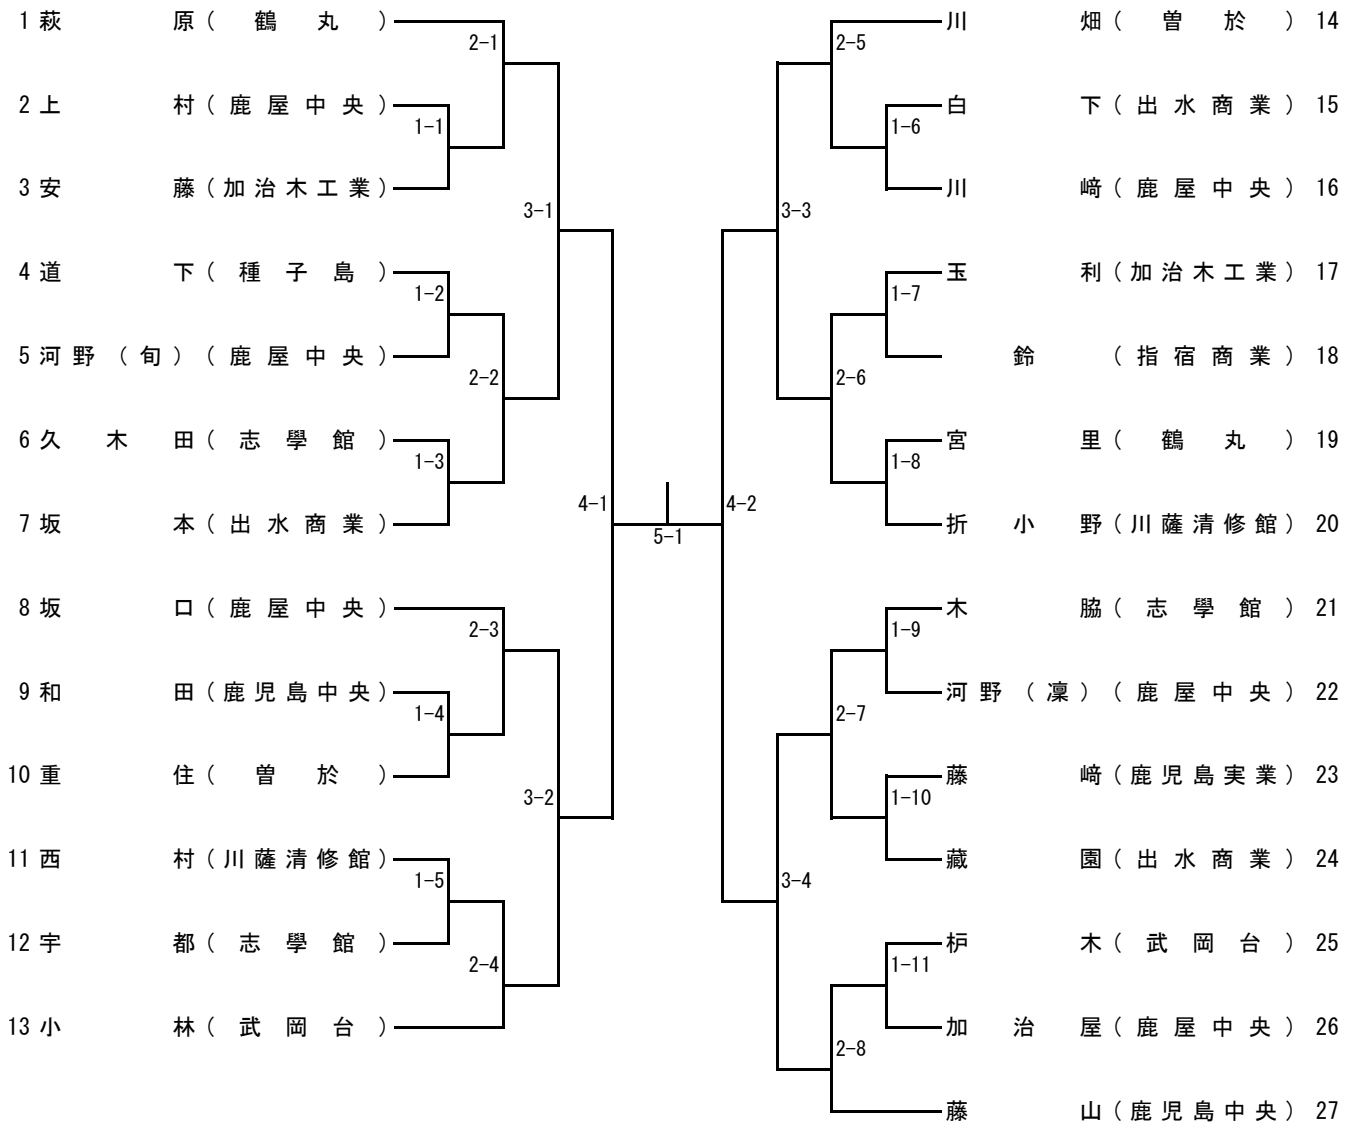 1 萩原（鶴丸）
2-1
2 上村（鹿屋中央）
1-1
3 安藤（加治木工業）
3-1
4 道下（種子島）
1-2
5 河野（旬）（鹿屋中央）
2-2
6 久木田（志學館）
1-3
7 坂本（出水商業）
4-1
8 坂口（鹿屋中央）
2-3
9 和田（鹿児島中央）
1-4
10 重住（曽於）
3-2
11 西村（川薩清修館）
1-5
12 宇都（志學館）
2-4
13 小林（武岡台）
5-1
川畑（曽於）14
2-5
白下（出水商業）15
1-6
川﨑（鹿屋中央）16
3-3
玉利（加治木工業）17
1-7
鈴（指宿商業）18
2-6
宮里（鶴丸）19
1-8
折小野（川薩清修館）20
4-2
木脇（志學館）21
1-9
河野（凜）（鹿屋中央）22
2-7
藤﨑（鹿児島実業）23
1-10
藏園（出水商業）24
3-4
枦木（武岡台）25
1-11
加治屋（鹿屋中央）26
2-8
藤山（鹿児島中央）27